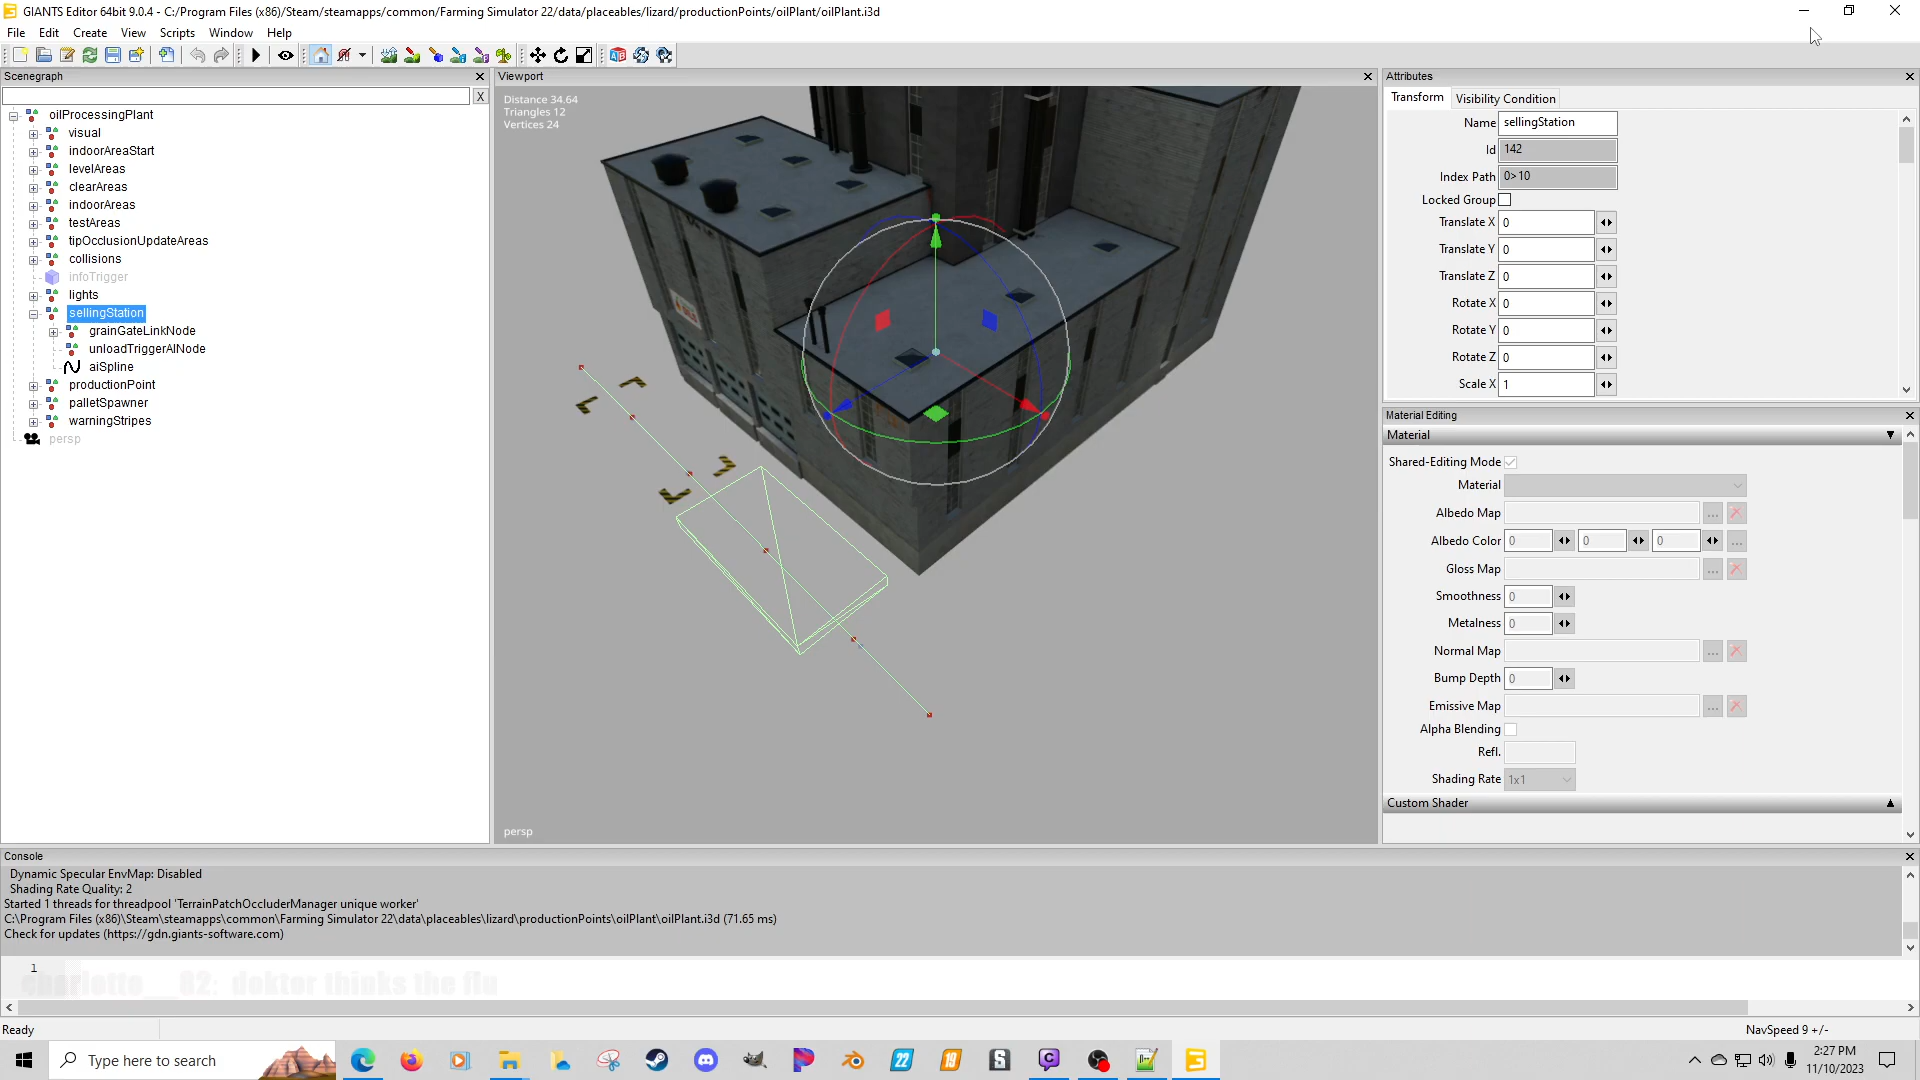 GIANTS Editor 64bit 9.0.4 - C:/Program Files (x86)/Steam/steamapps/common/Farming Simulator 22/data/placeables/lizard/productionPoints/oilPlant/oilPlant.i3d
File Edit Create View Scripts Window Help
Scenegraph
X
oilProcessingPlant
visual
indoorAreaStart
levelAreas
clearAreas
indoorAreas
testAreas
tipOcclusionUpdateAreas
collisions
infoTrigger
lights
sellingStation
grainGateLinkNode
unloadTriggerAINode
aiSpline
productionPoint
palletSpawner
warningStripes
persp
Viewport
Distance 34.64
Triangles 12
Vertices 24
persp
Attributes
Transform Visibility Condition
Name sellingStation
Id 142
Index Path 0>10
Locked Group
Translate X 0
Translate Y 0
Translate Z 0
Rotate X 0
Rotate Y 0
Rotate Z 0
Scale X 1
Material Editing
Material
Shared-Editing Mode
Material
Albedo Map ...
Albedo Color 0 0 0 ...
Gloss Map ...
Smoothness 0
Metalness 0
Normal Map ...
Bump Depth 0
Emissive Map ...
Alpha Blending
Refl.
Shading Rate 1x1
Custom Shader
Console
Dynamic Specular EnvMap: Disabled
Shading Rate Quality: 2
Started 1 threads for threadpool 'TerrainPatchOccluderManager unique worker'
C:\Program Files (x86)\Steam\steamapps\common\Farming Simulator 22\data\placeables\lizard\productionPoints\oilPlant\oilPlant.i3d (71.65 ms)
Check for updates (https://gdn.giants-software.com)
1
charlotte__82: doktor thinks the flu
Ready
NavSpeed 9 +/-
Type here to search
22
19
2:27 PM
11/10/2023